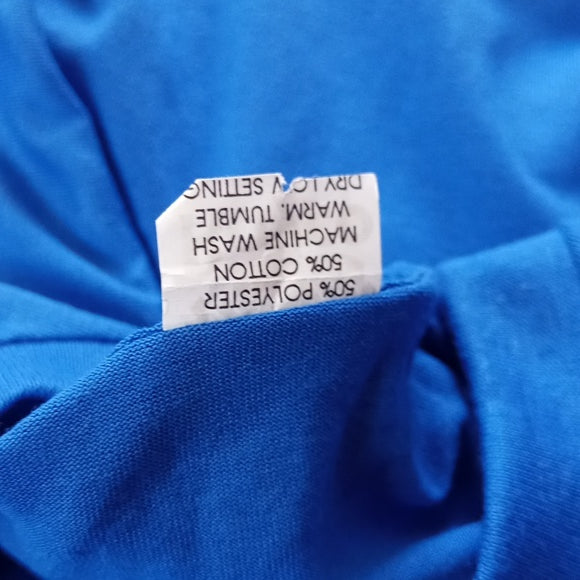 50% POLYESTER
50% COTTON
MACHINE WASH
WARM, TUMBLE
DRY LOW SETTING